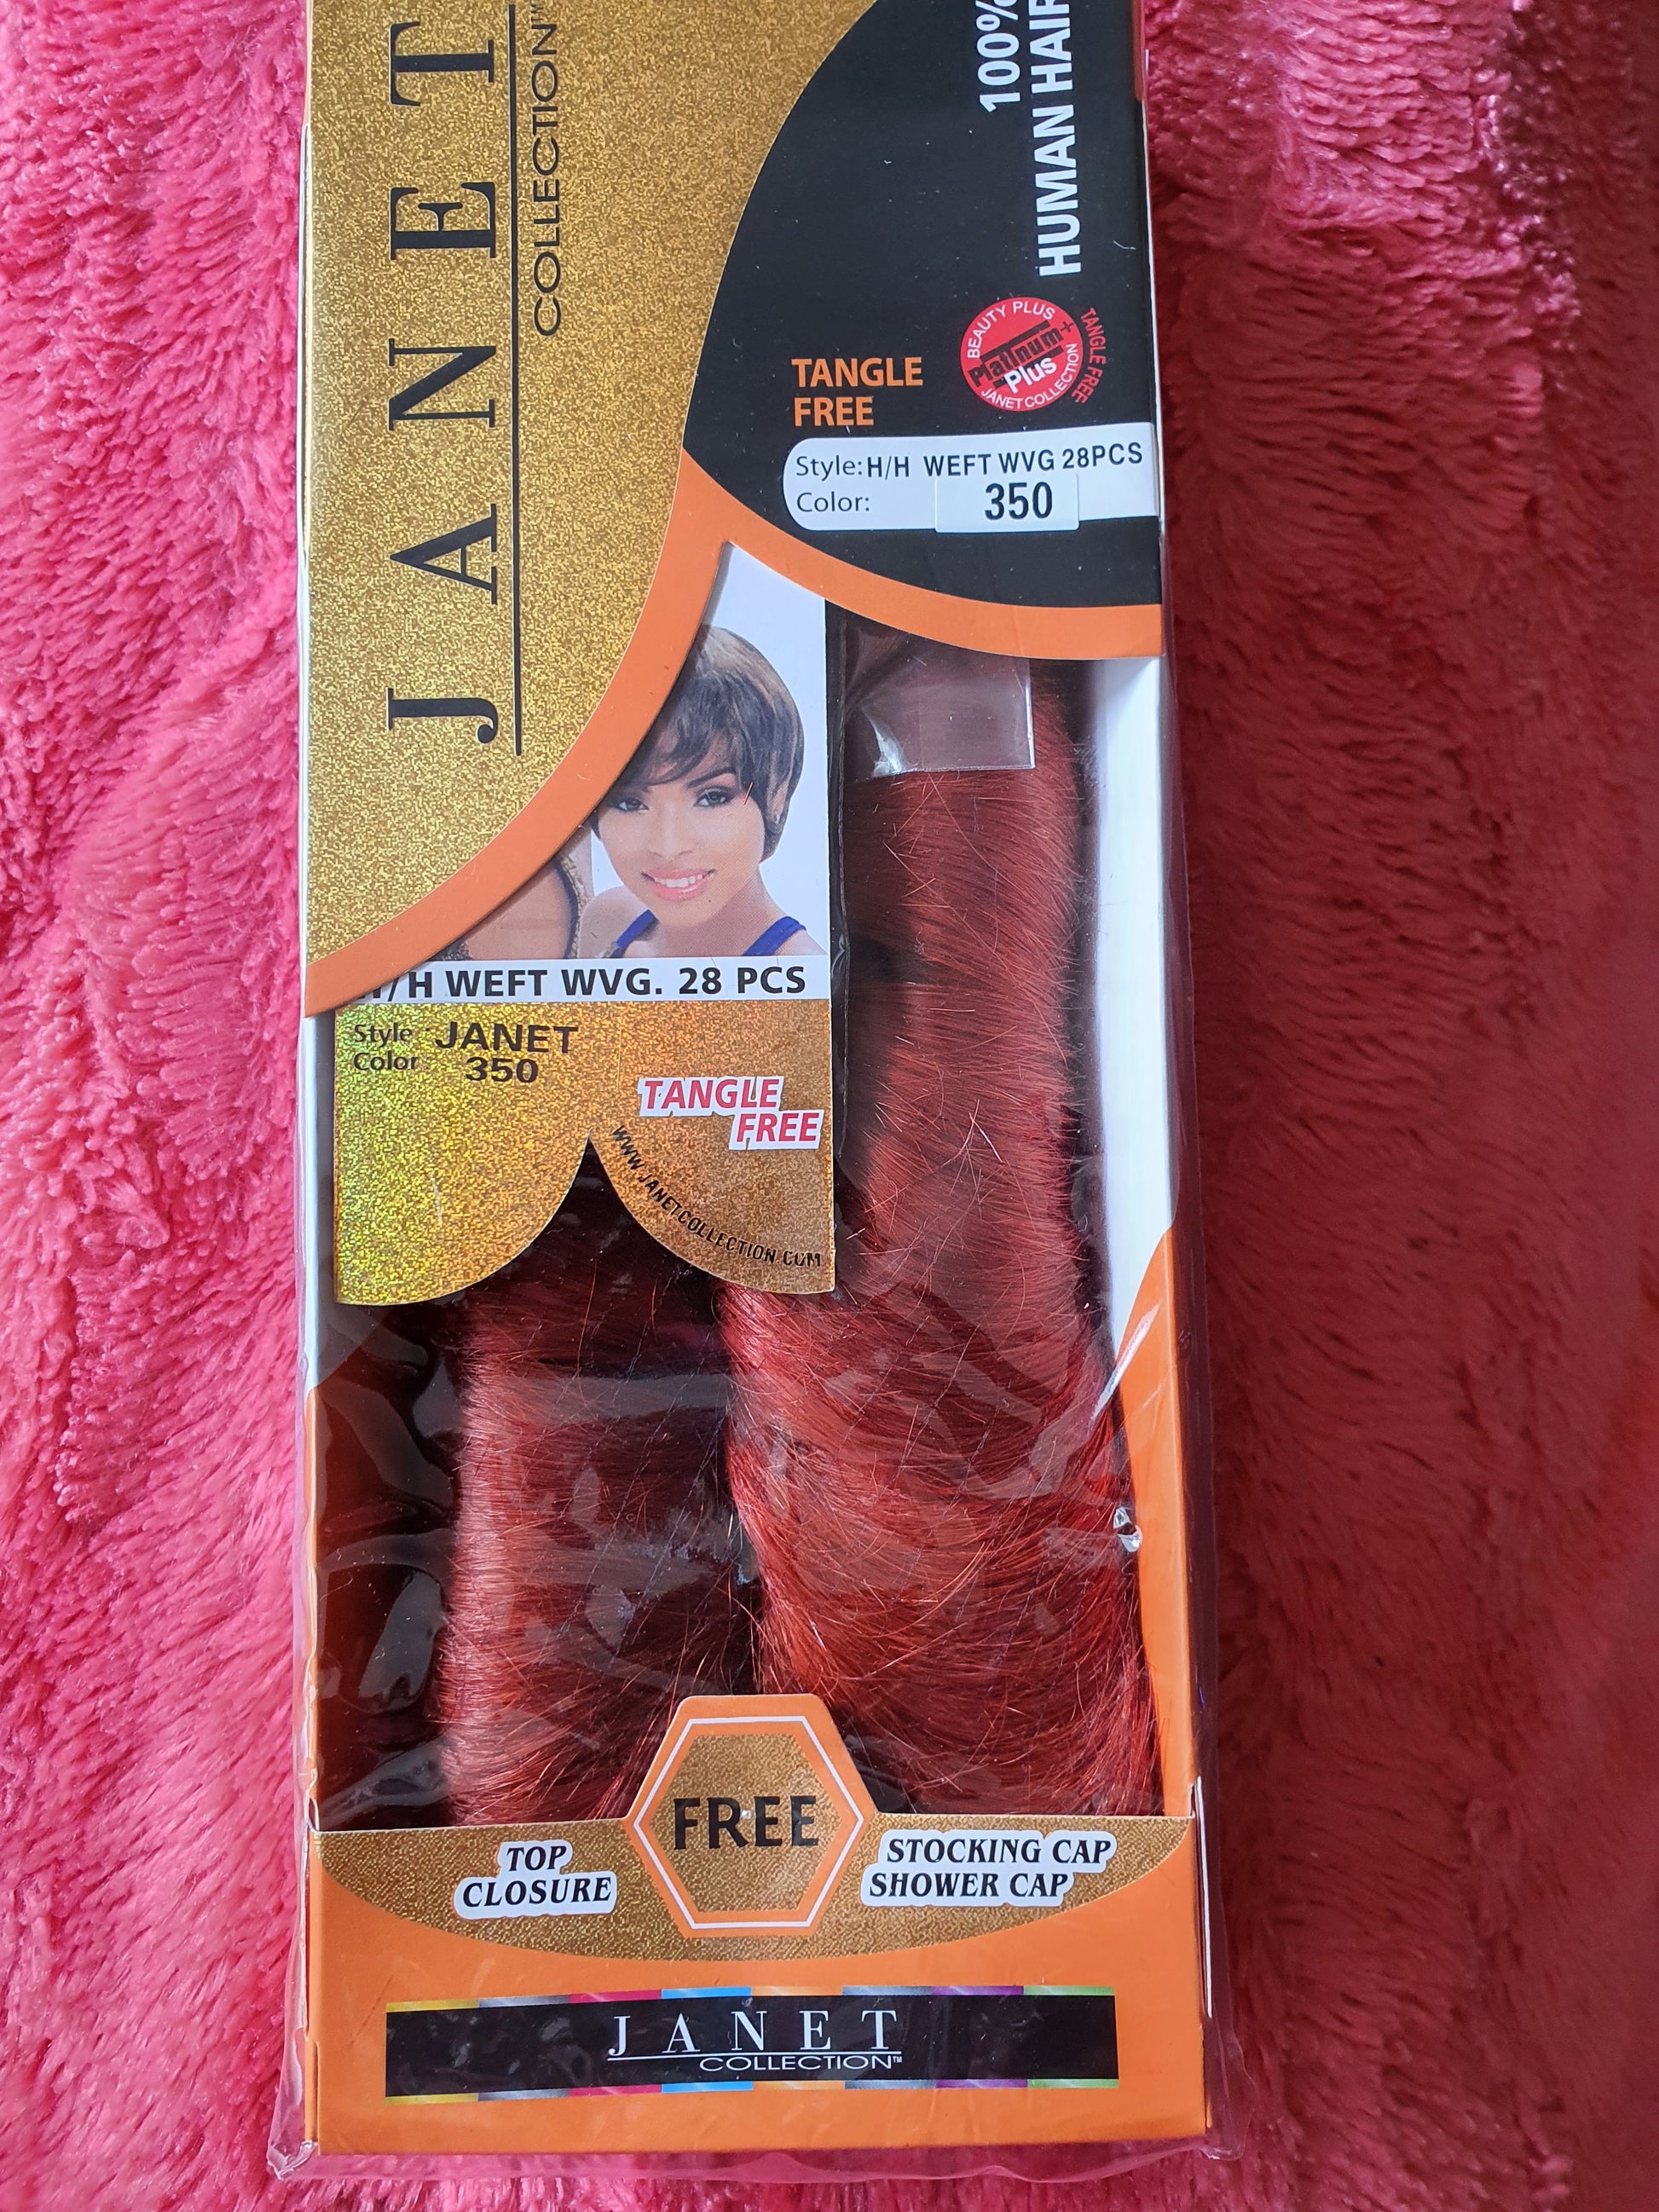 JANET
COLLECTION™
100%
HUMAN HAIR
BEAUTY PLUS
Platinum+
Plus
JANET COLLECTION
TANGLE FREE
TANGLE
FREE
Style: H/H WEFT WVG 28PCS
Color: 350
H/H WEFT WVG. 28 PCS
Style : JANET
Color : 350
TANGLE
FREE
WWW.JANETCOLLECTION.COM
FREE
TOP
CLOSURE
STOCKING CAP
SHOWER CAP
JANET
COLLECTION™